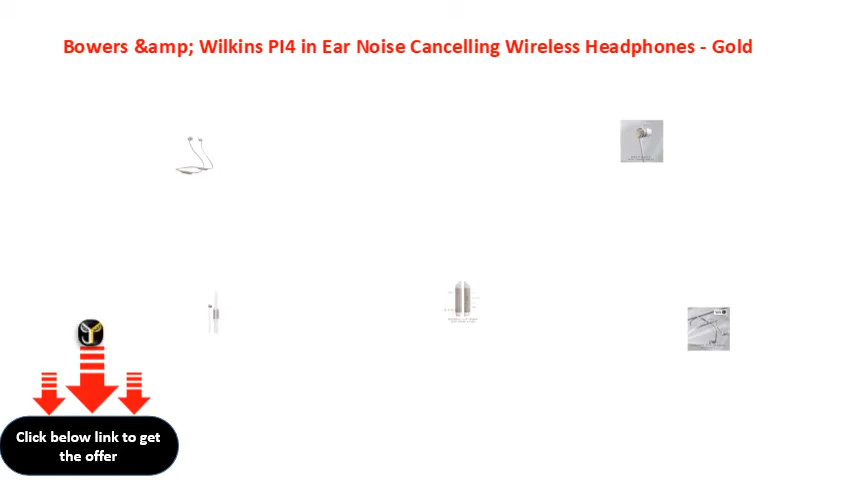 Bowers &amp; Wilkins PI4 in Ear Noise Cancelling Wireless Headphones - Gold
Click below link to get
the offer